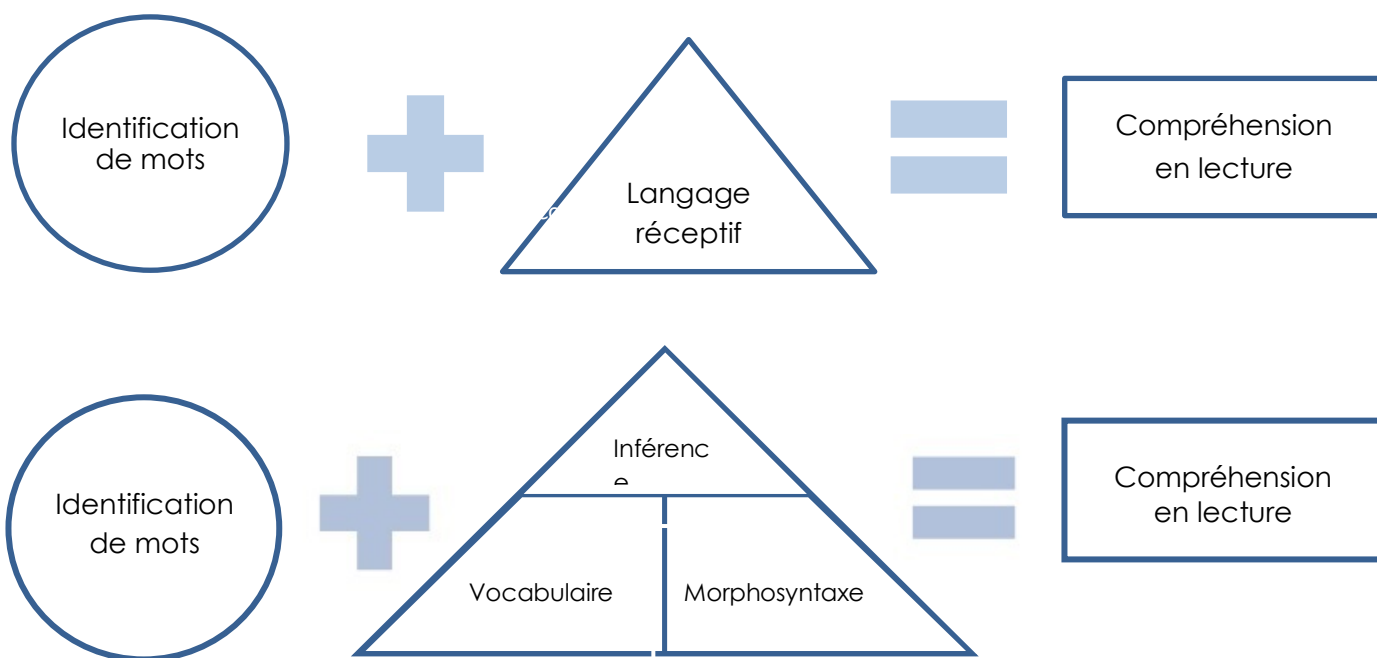 Identification
de mots
Langage
réceptif
Compréhension
en lecture
Inférenc
e
Vocabulaire
Morphosyntaxe
Identification
de mots
Compréhension
en lecture